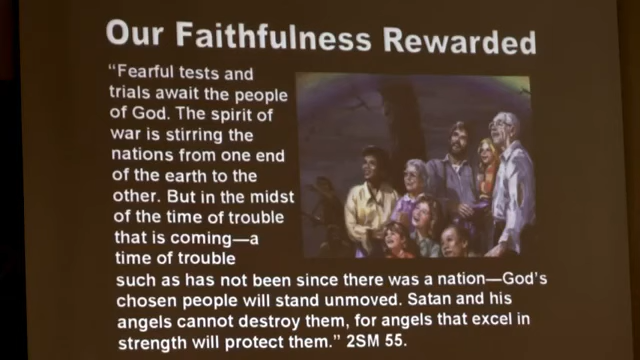 Our Faithfulness Rewarded
“Fearful tests and
trials await the people
of God. The spirit of
war is stirring the
nations from one end
of the earth to the
other. But in the midst
of the time of trouble
that is coming—a
time of trouble
such as has not been since there was a nation—God’s
chosen people will stand unmoved. Satan and his
angels cannot destroy them, for angels that excel in
strength will protect them.” 2SM 55.